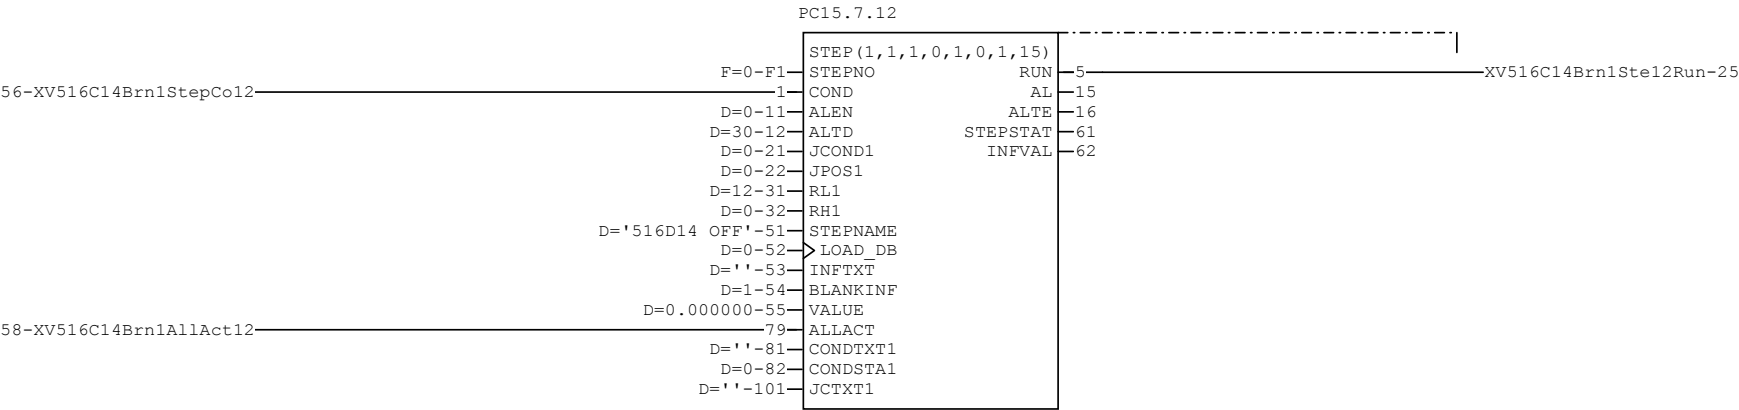 PC15.7.12
STEP(1,1,1,0,1,0,1,15)
F=0-F1 STEPNO RUN 5 XV516C14Brn1Ste12Run-25
56-XV516C14Brn1StepCo12 1 COND AL 15
D=0-11 ALEN ALTE 16
D=30-12 ALTD STEPSTAT 61
D=0-21 JCOND1 INFVAL 62
D=0-22 JPOS1
D=12-31 RL1
D=0-32 RH1
D='516D14 OFF'-51 STEPNAME
D=0-52 LOAD_DB
D=''-53 INFTXT
D=1-54 BLANKINF
D=0.000000-55 VALUE
58-XV516C14Brn1AllAct12 79 ALLACT
D=''-81 CONDTXT1
D=0-82 CONDSTA1
D=''-101 JCTXT1